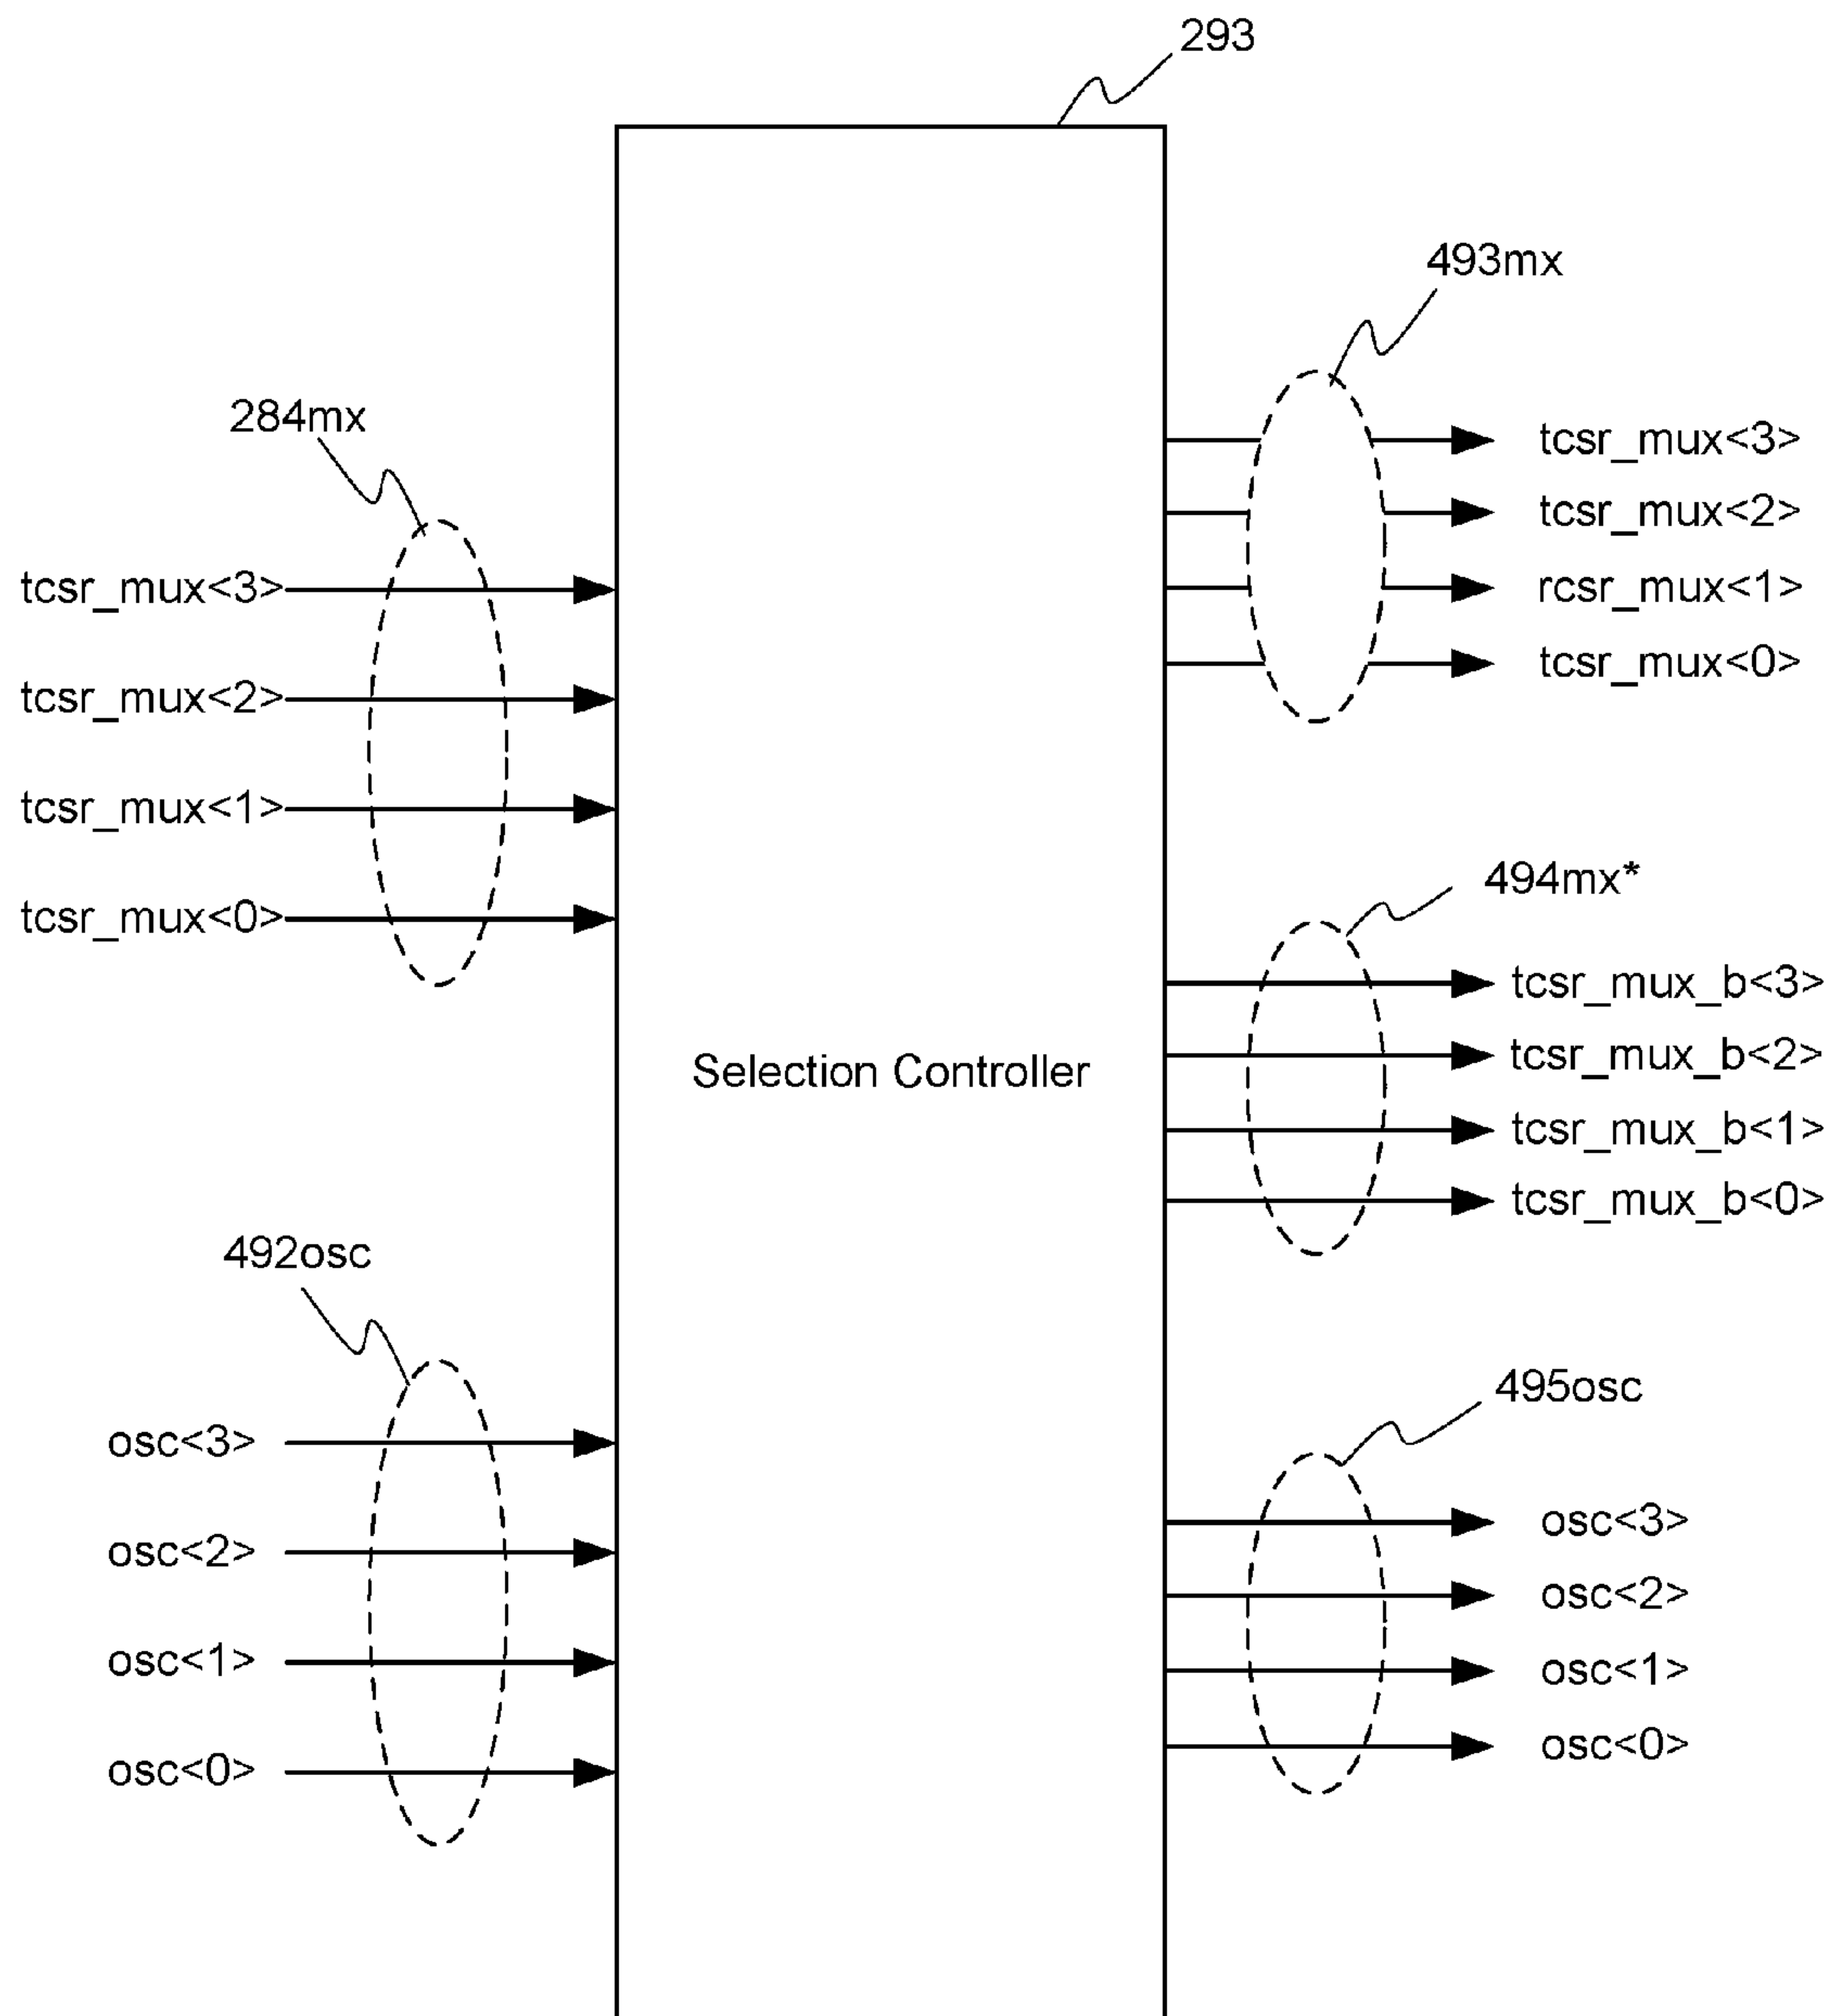 293
493mx
284mx
tcsr_mux<3>
tcsr_mux<2>
rcsr_mux<1>
tcsr_mux<0>
tcsr_mux<3>
tcsr_mux<2>
tcsr_mux<1>
tcsr_mux<0>
494mx*
tcsr_mux_b<3>
tcsr_mux_b<2>
tcsr_mux_b<1>
tcsr_mux_b<0>
Selection Controller
492osc
495osc
osc<3>
osc<2>
osc<1>
osc<0>
osc<3>
osc<2>
osc<1>
osc<0>